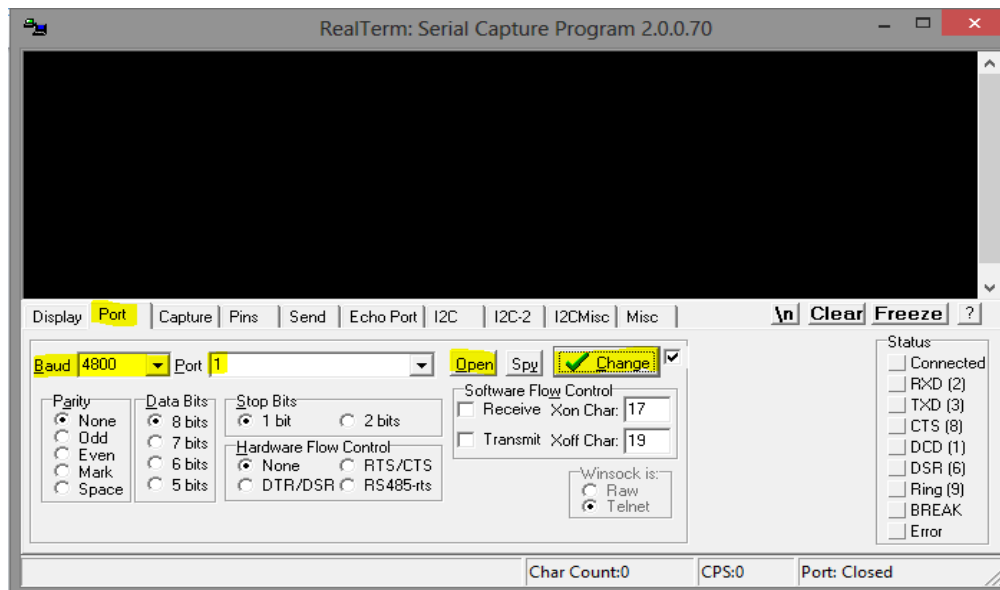 RealTerm: Serial Capture Program 2.0.0.70
Display Port Capture Pins Send Echo Port I2C I2C-2 I2CMisc Misc \n Clear Freeze ?
Baud 4800 Port 1 Open Spy Change
Parity
None
Odd
Even
Mark
Space
Data Bits
8 bits
7 bits
6 bits
5 bits
Stop Bits
1 bit 2 bits
Hardware Flow Control
None RTS/CTS
DTR/DSR RS485-rts
Software Flow Control
Receive Xon Char: 17
Transmit Xoff Char: 19
Winsock is:
Raw
Telnet
Status
Connected
RXD (2)
TXD (3)
CTS (8)
DCD (1)
DSR (6)
Ring (9)
BREAK
Error
Char Count:0 CPS:0 Port: Closed